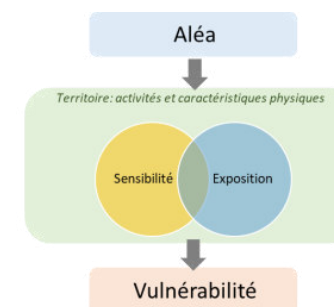 Aléa
Territoire: activités et caractéristiques physiques
Sensibilité
Exposition
Vulnérabilité